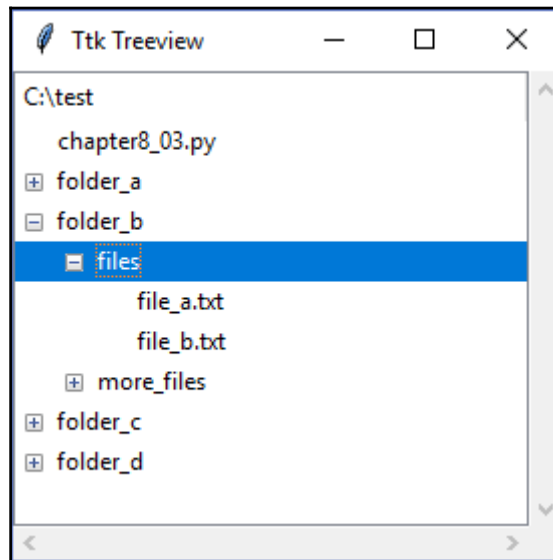 Ttk Treeview
C:\test
chapter8_03.py
folder_a
folder_b
files
file_a.txt
file_b.txt
more_files
folder_c
folder_d